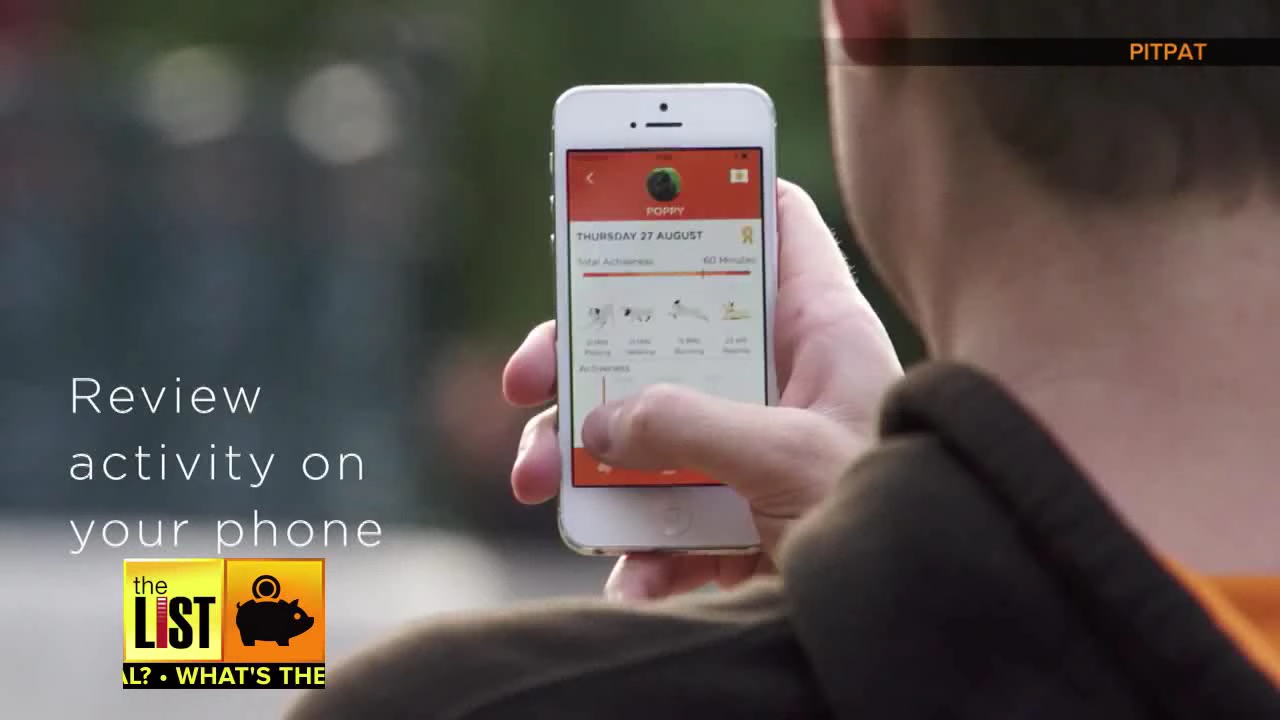 PITPAT
POPPY
THURSDAY 27 AUGUST
Total Activeness 60 Minutes
Activeness
Review
activity on
your phone
the
LIST
AL? • WHAT'S THE